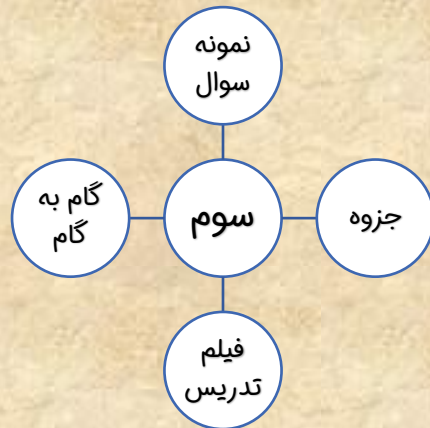 نمونه
سوال
جزوه
سوم
گام به
گام
فیلم
تدریس